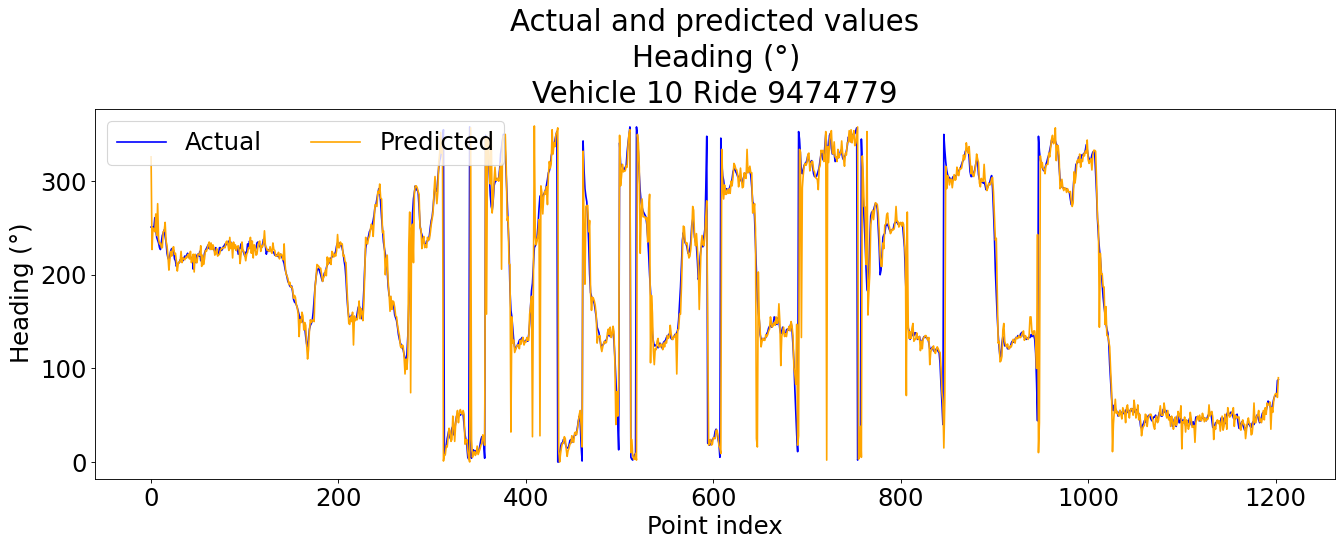 Actual and predicted values
Heading (°)
Vehicle 10 Ride 9474779
Actual Predicted
Heading (°)
300
200
100
0
0 200 400 600 800 1000 1200
Point index